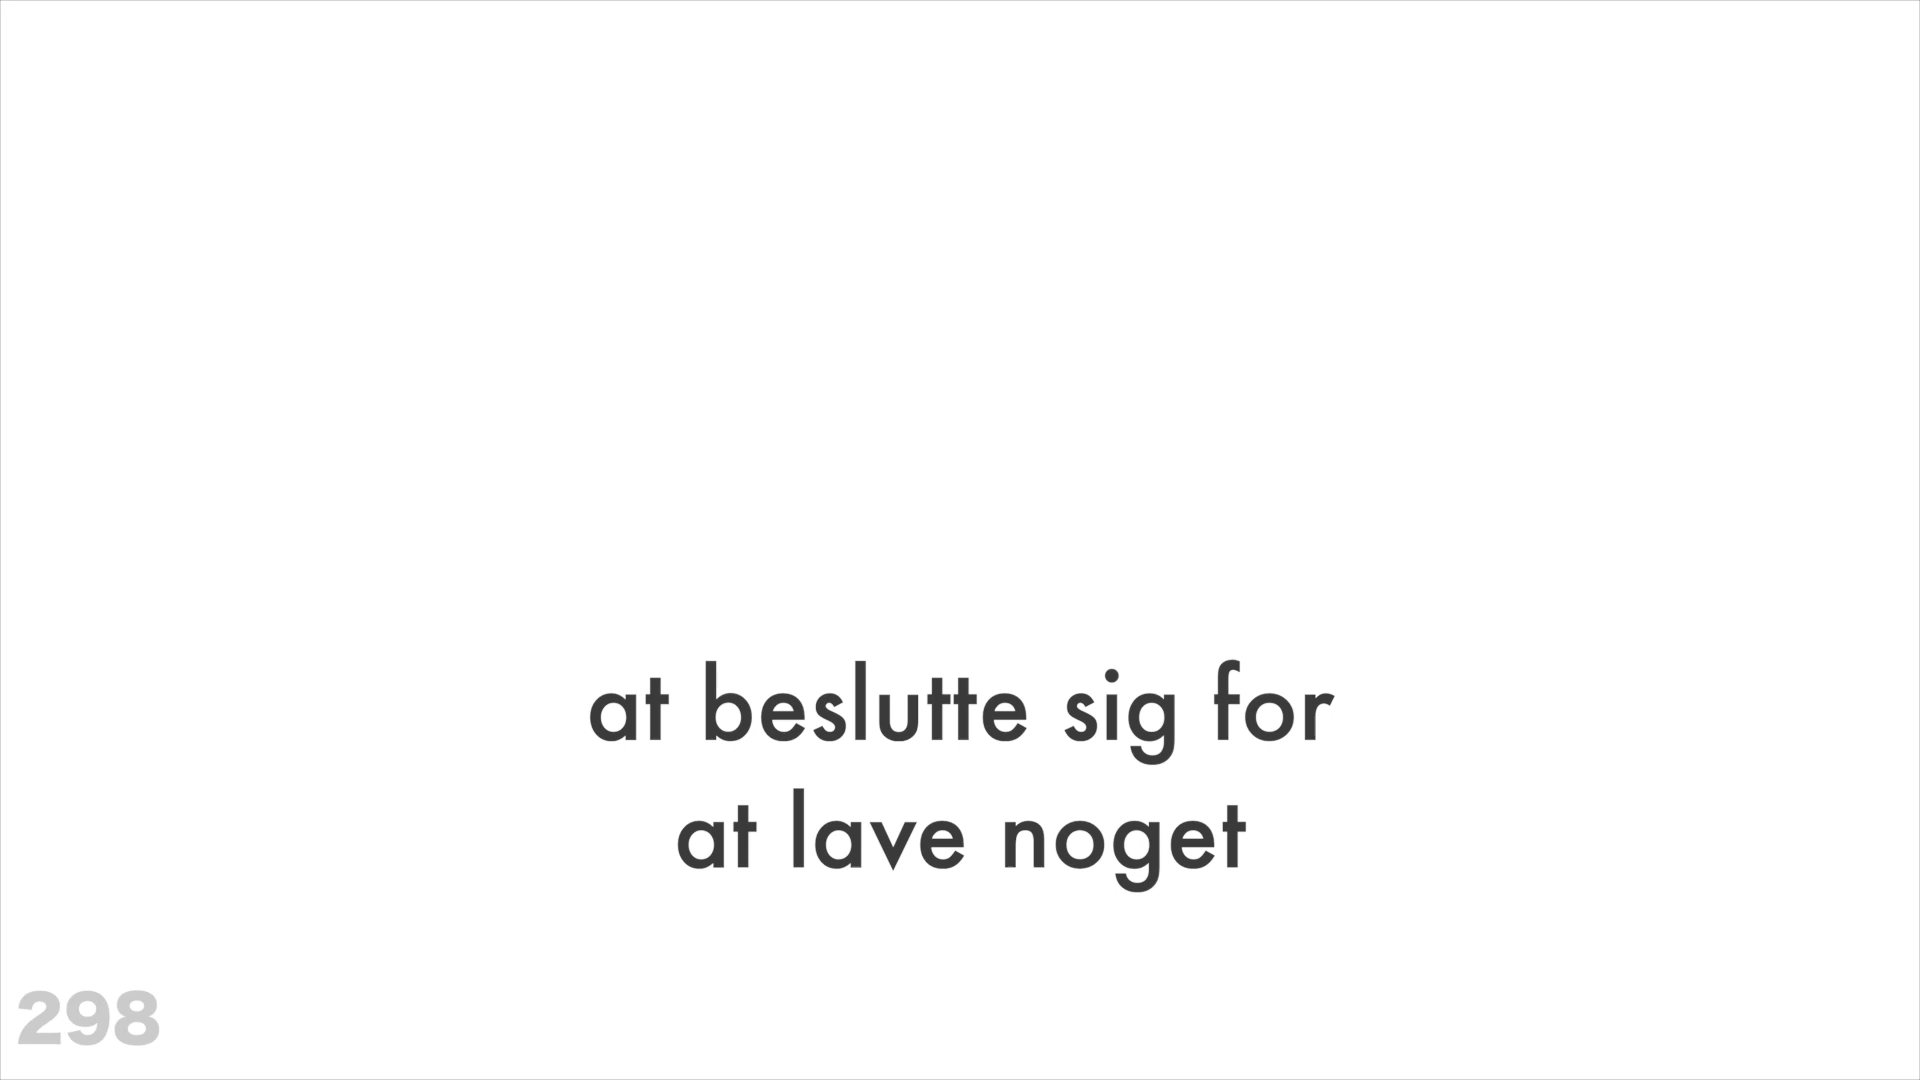 at beslutte sig for
at lave noget
298